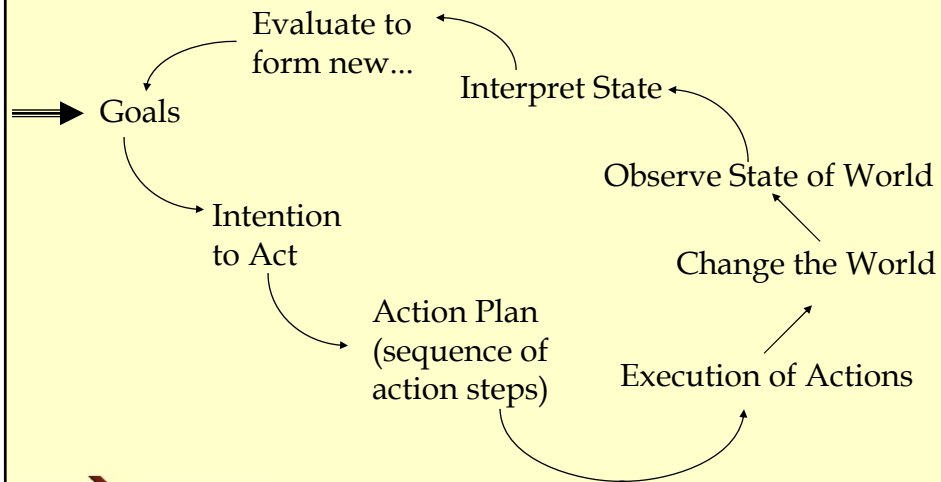 Evaluate to
form new...
Interpret State
Goals
Observe State of World
Intention
to Act
Change the World
Action Plan
(sequence of
action steps)
Execution of Actions